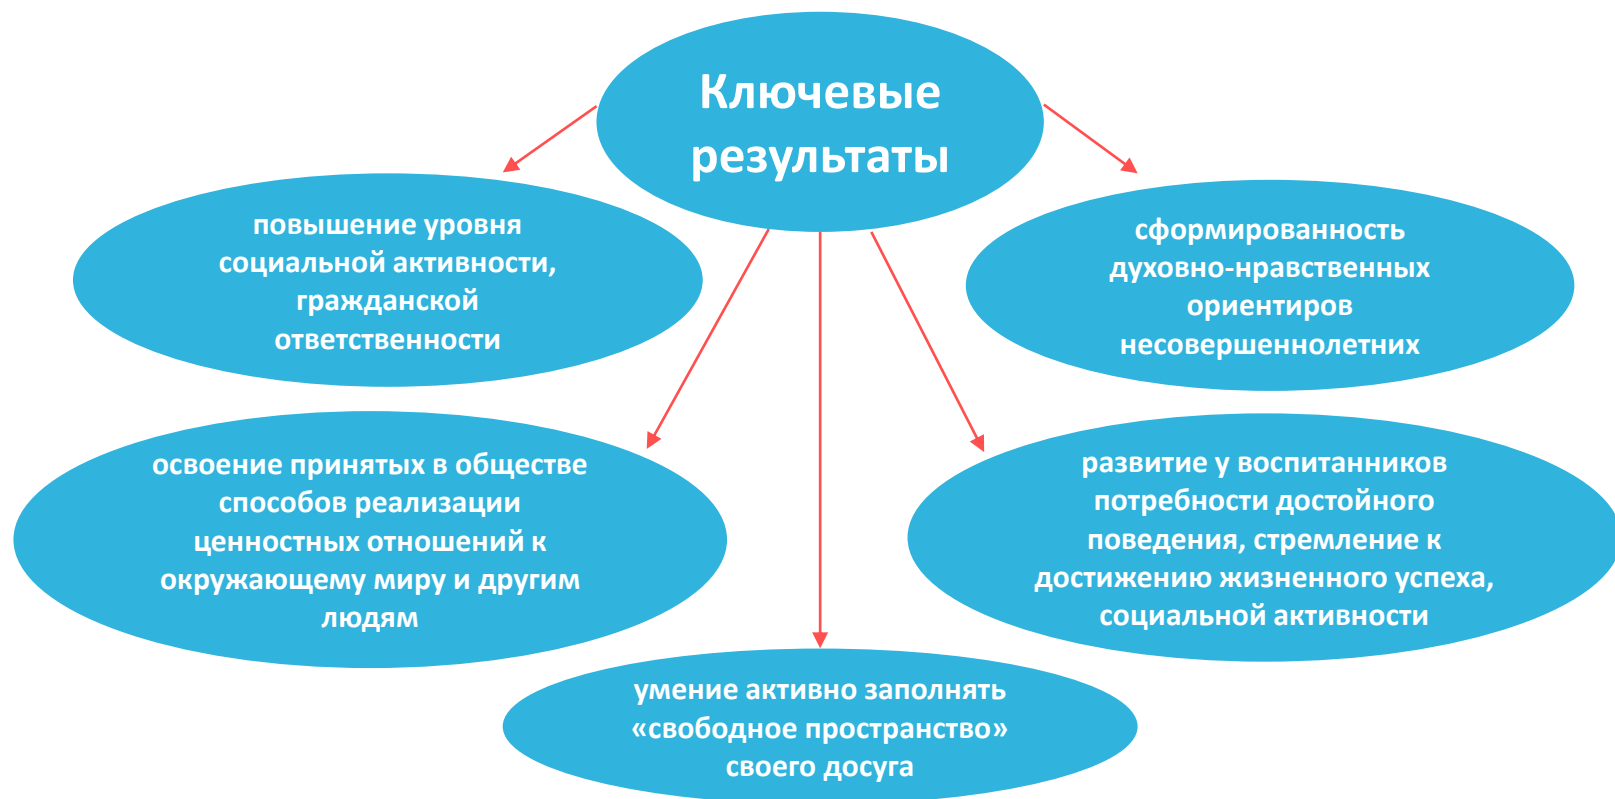 Ключевые
результаты
повышение уровня
социальной активности,
гражданской
ответственности
сформированность
духовно-нравственных
ориентиров
несовершеннолетних
освоение принятых в обществе
способов реализации
ценностных отношений к
окружающему миру и другим
людям
развитие у воспитанников
потребности достойного
поведения, стремление к
достижению жизненного успеха,
социальной активности
умение активно заполнять
«свободное пространство»
своего досуга